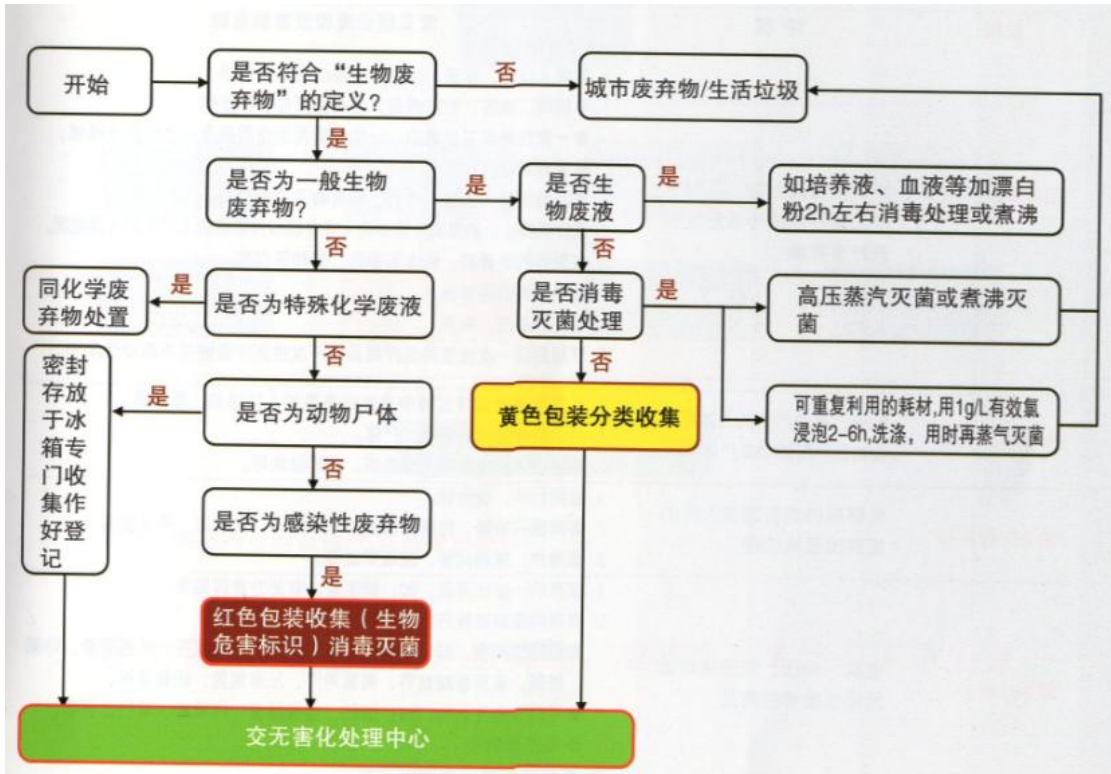 开始
是否符合“生物废
弃物”的定义?
否
城市废弃物/生活垃圾
是
是否为一般生物
废弃物?
是
是否生
物废液
是
如培养液、血液等加漂白
粉2h左右消毒处理或煮沸
否
否
同化学废
弃物处置
是
是否为特殊化学废液
是否消毒
灭菌处理
是
高压蒸汽灭菌或煮沸灭
菌
否
否
密封
存放
于冰
箱专
门收
集作
好登
记
是
是否为动物尸体
黄色包装分类收集
可重复利用的耗材,用1g/L有效氯
浸泡2-6h,洗涤，用时再蒸气灭菌
否
是否为感染性废弃物
是
红色包装收集（生物
危害标识）消毒灭菌
交无害化处理中心